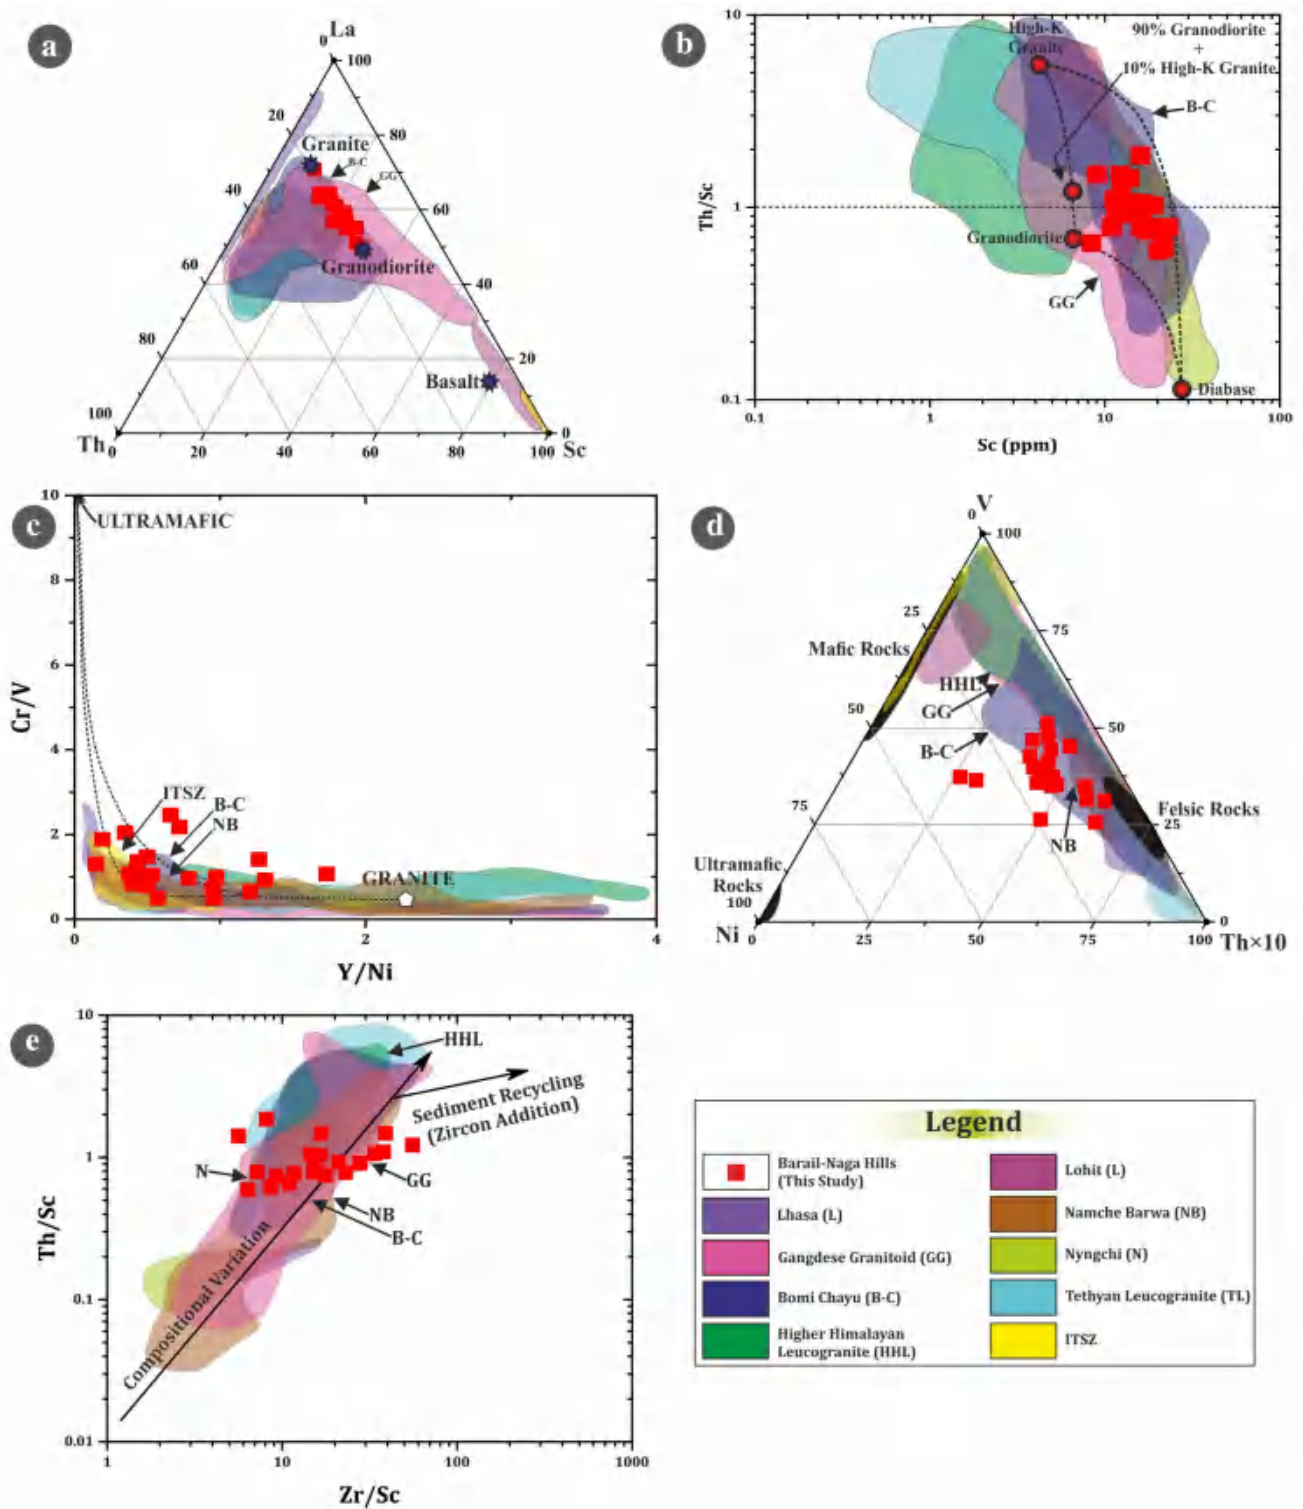 a
La
0
100
20
80
Granite
B-C
GG
40
60
Granodiorite
60
40
80
20
Basalt
100
0
Th
0
20
40
60
80
100
Sc
b
10
High-K
Granite
90% Granodiorite
+
10% High-K Granite
B-C
Th/Sc
1
Granodiorite
GG
Diabase
0.1
0.1
1
10
100
Sc (ppm)
c
10
ULTRAMAFIC
8
6
Cr/V
4
ITSZ
B-C
NB
2
GRANITE
0
0
2
4
Y/Ni
d
V
0
100
25
75
Mafic Rocks
HHL
GG
50
50
B-C
75
Felsic Rocks
25
NB
Ultramafic
Rocks
100
0
Ni
0
25
50
75
100
Th×10
e
10
HHL
Sediment Recycling
(Zircon Addition)
1
N
GG
NB
B-C
Th/Sc
Compositional Variation
0.1
0.01
1
10
100
1000
Zr/Sc
Legend
Barail-Naga Hills
(This Study)
Lhasa (L)
Gangdese Granitoid (GG)
Bomi Chayu (B-C)
Higher Himalayan
Leucogranite (HHL)
Lohit (L)
Namche Barwa (NB)
Nyngchi (N)
Tethyan Leucogranite (TL)
ITSZ